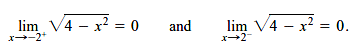 lim x→−2⁺ √(4 − x²) = 0 and lim x→2⁻ √(4 − x²) = 0.